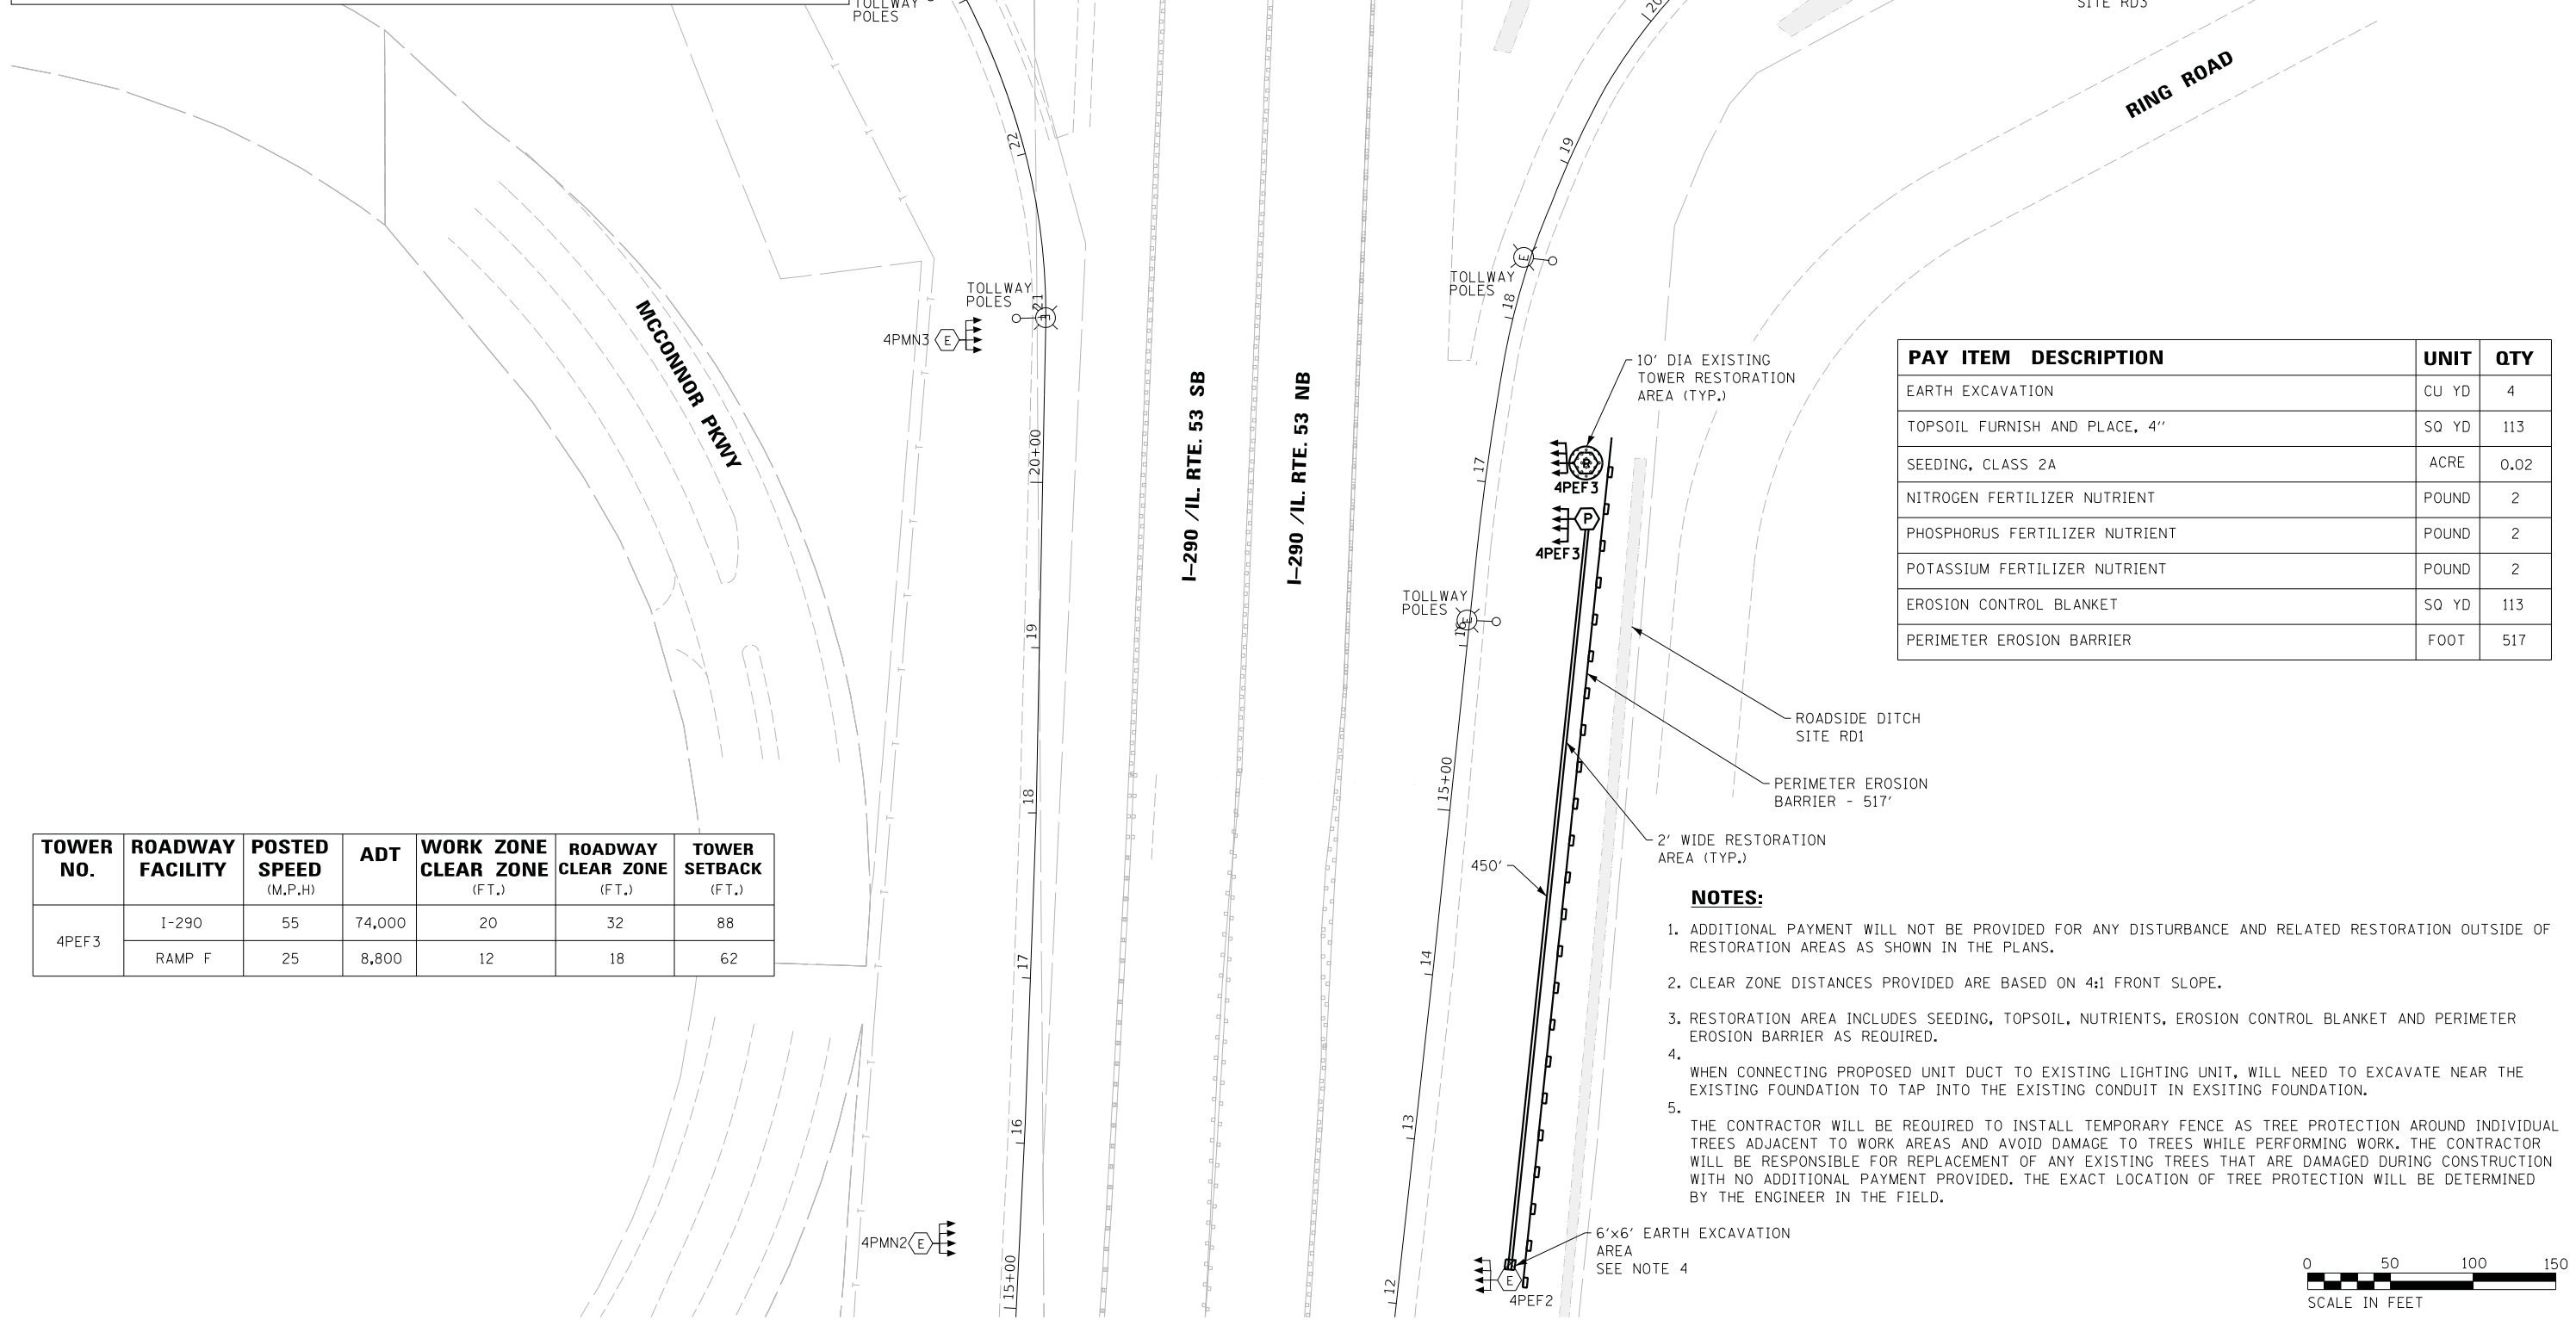 TOLLWAY
POLES
SITE RD3
20
RING ROAD
22
19
MCCONNOR PKWY
TOLLWAY
POLES
21
4PMN3 E
TOLLWAY
POLES
E
18
I-290 /IL. RTE. 53 SB
I-290 /IL. RTE. 53 NB
10' DIA EXISTING
TOWER RESTORATION
AREA (TYP.)
20+00
17
R
4PEF3
P
4PEF3
TOLLWAY
POLES
16
19
PAY ITEM DESCRIPTION UNIT QTY
EARTH EXCAVATION CU YD 4
TOPSOIL FURNISH AND PLACE, 4'' SQ YD 113
SEEDING, CLASS 2A ACRE 0.02
NITROGEN FERTILIZER NUTRIENT POUND 2
PHOSPHORUS FERTILIZER NUTRIENT POUND 2
POTASSIUM FERTILIZER NUTRIENT POUND 2
EROSION CONTROL BLANKET SQ YD 113
PERIMETER EROSION BARRIER FOOT 517
ROADSIDE DITCH
SITE RD1
PERIMETER EROSION
BARRIER - 517'
15+00
18
2' WIDE RESTORATION
AREA (TYP.)
450'
TOWER NO. ROADWAY FACILITY POSTED SPEED (M.P.H) ADT WORK ZONE CLEAR ZONE (FT.) ROADWAY CLEAR ZONE (FT.) TOWER SETBACK (FT.)
4PEF3 I-290 55 74,000 20 32 88
RAMP F 25 8,800 12 18 62
17
14
16
13
NOTES:
1. ADDITIONAL PAYMENT WILL NOT BE PROVIDED FOR ANY DISTURBANCE AND RELATED RESTORATION OUTSIDE OF
RESTORATION AREAS AS SHOWN IN THE PLANS.
2. CLEAR ZONE DISTANCES PROVIDED ARE BASED ON 4:1 FRONT SLOPE.
3. RESTORATION AREA INCLUDES SEEDING, TOPSOIL, NUTRIENTS, EROSION CONTROL BLANKET AND PERIMETER
EROSION BARRIER AS REQUIRED.
4.
WHEN CONNECTING PROPOSED UNIT DUCT TO EXISTING LIGHTING UNIT, WILL NEED TO EXCAVATE NEAR THE
EXISTING FOUNDATION TO TAP INTO THE EXISTING CONDUIT IN EXSITING FOUNDATION.
5.
THE CONTRACTOR WILL BE REQUIRED TO INSTALL TEMPORARY FENCE AS TREE PROTECTION AROUND INDIVIDUAL
TREES ADJACENT TO WORK AREAS AND AVOID DAMAGE TO TREES WHILE PERFORMING WORK. THE CONTRACTOR
WILL BE RESPONSIBLE FOR REPLACEMENT OF ANY EXISTING TREES THAT ARE DAMAGED DURING CONSTRUCTION
WITH NO ADDITIONAL PAYMENT PROVIDED. THE EXACT LOCATION OF TREE PROTECTION WILL BE DETERMINED
BY THE ENGINEER IN THE FIELD.
4PMN2 E
15+00
12
6'x6' EARTH EXCAVATION
AREA
SEE NOTE 4
E
4PEF2
0 50 100 150
SCALE IN FEET